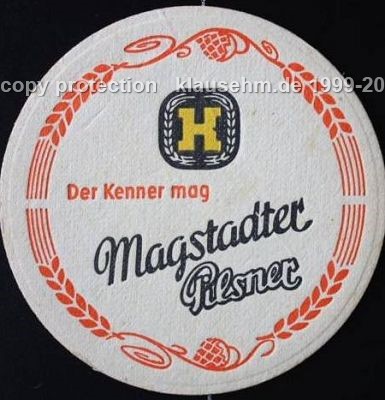 copy protection klausehm.de 1999-20
H
Der Kenner mag
Magstadter
Pilsner